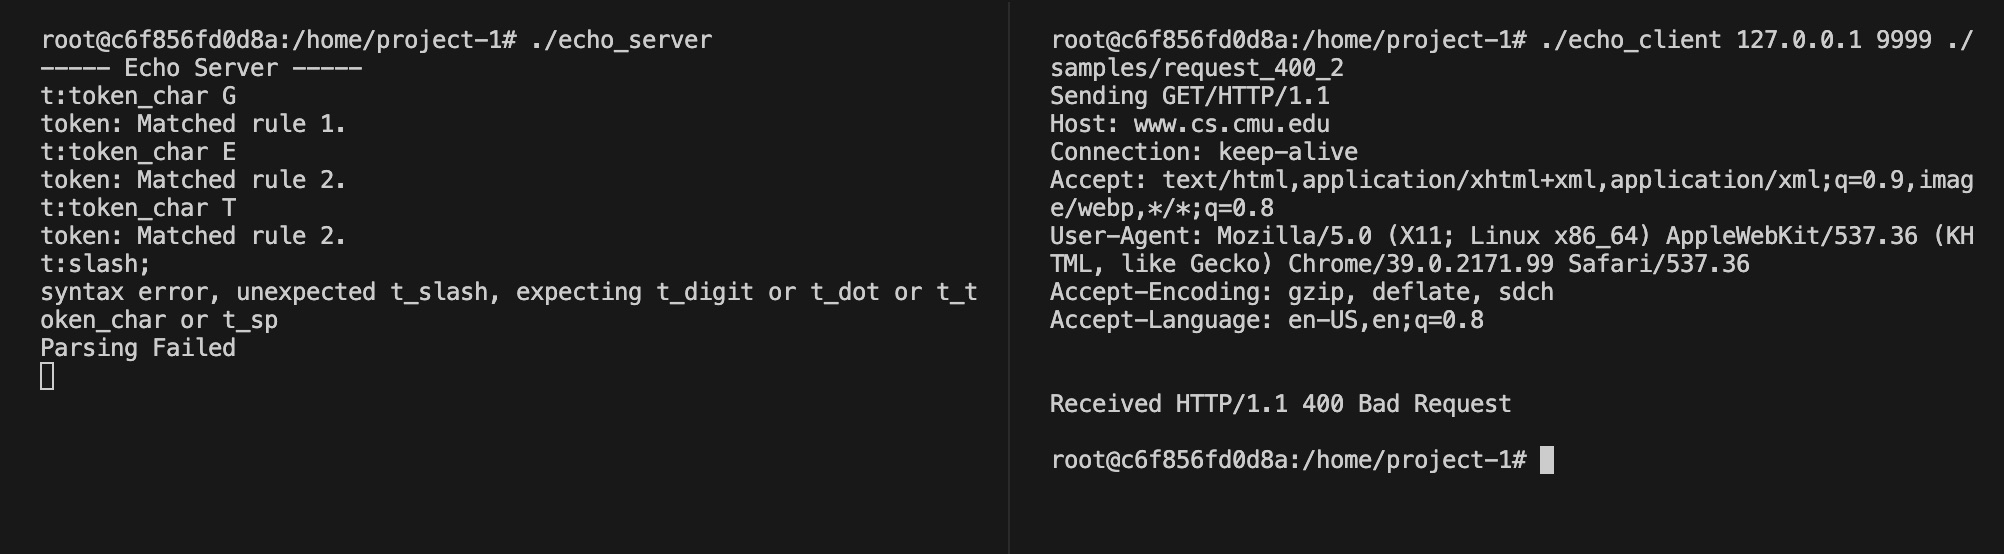 root@c6f856fd0d8a:/home/project-1# ./echo_server
----- Echo Server -----
t:token_char G
token: Matched rule 1.
t:token_char E
token: Matched rule 2.
t:token_char T
token: Matched rule 2.
t:slash;
syntax error, unexpected t_slash, expecting t_digit or t_dot or t_t
oken_char or t_sp
Parsing Failed
root@c6f856fd0d8a:/home/project-1# ./echo_client 127.0.0.1 9999 ./
samples/request_400_2
Sending GET/HTTP/1.1
Host: www.cs.cmu.edu
Connection: keep-alive
Accept: text/html,application/xhtml+xml,application/xml;q=0.9,imag
e/webp,*/*;q=0.8
User-Agent: Mozilla/5.0 (X11; Linux x86_64) AppleWebKit/537.36 (KH
TML, like Gecko) Chrome/39.0.2171.99 Safari/537.36
Accept-Encoding: gzip, deflate, sdch
Accept-Language: en-US,en;q=0.8
Received HTTP/1.1 400 Bad Request
root@c6f856fd0d8a:/home/project-1#